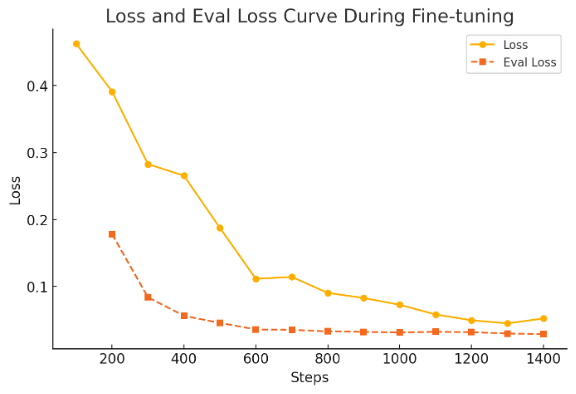 Loss and Eval Loss Curve During Fine-tuning
Loss
Eval Loss
0.4
0.3
0.2
0.1
Loss
200 400 600 800 1000 1200 1400
Steps